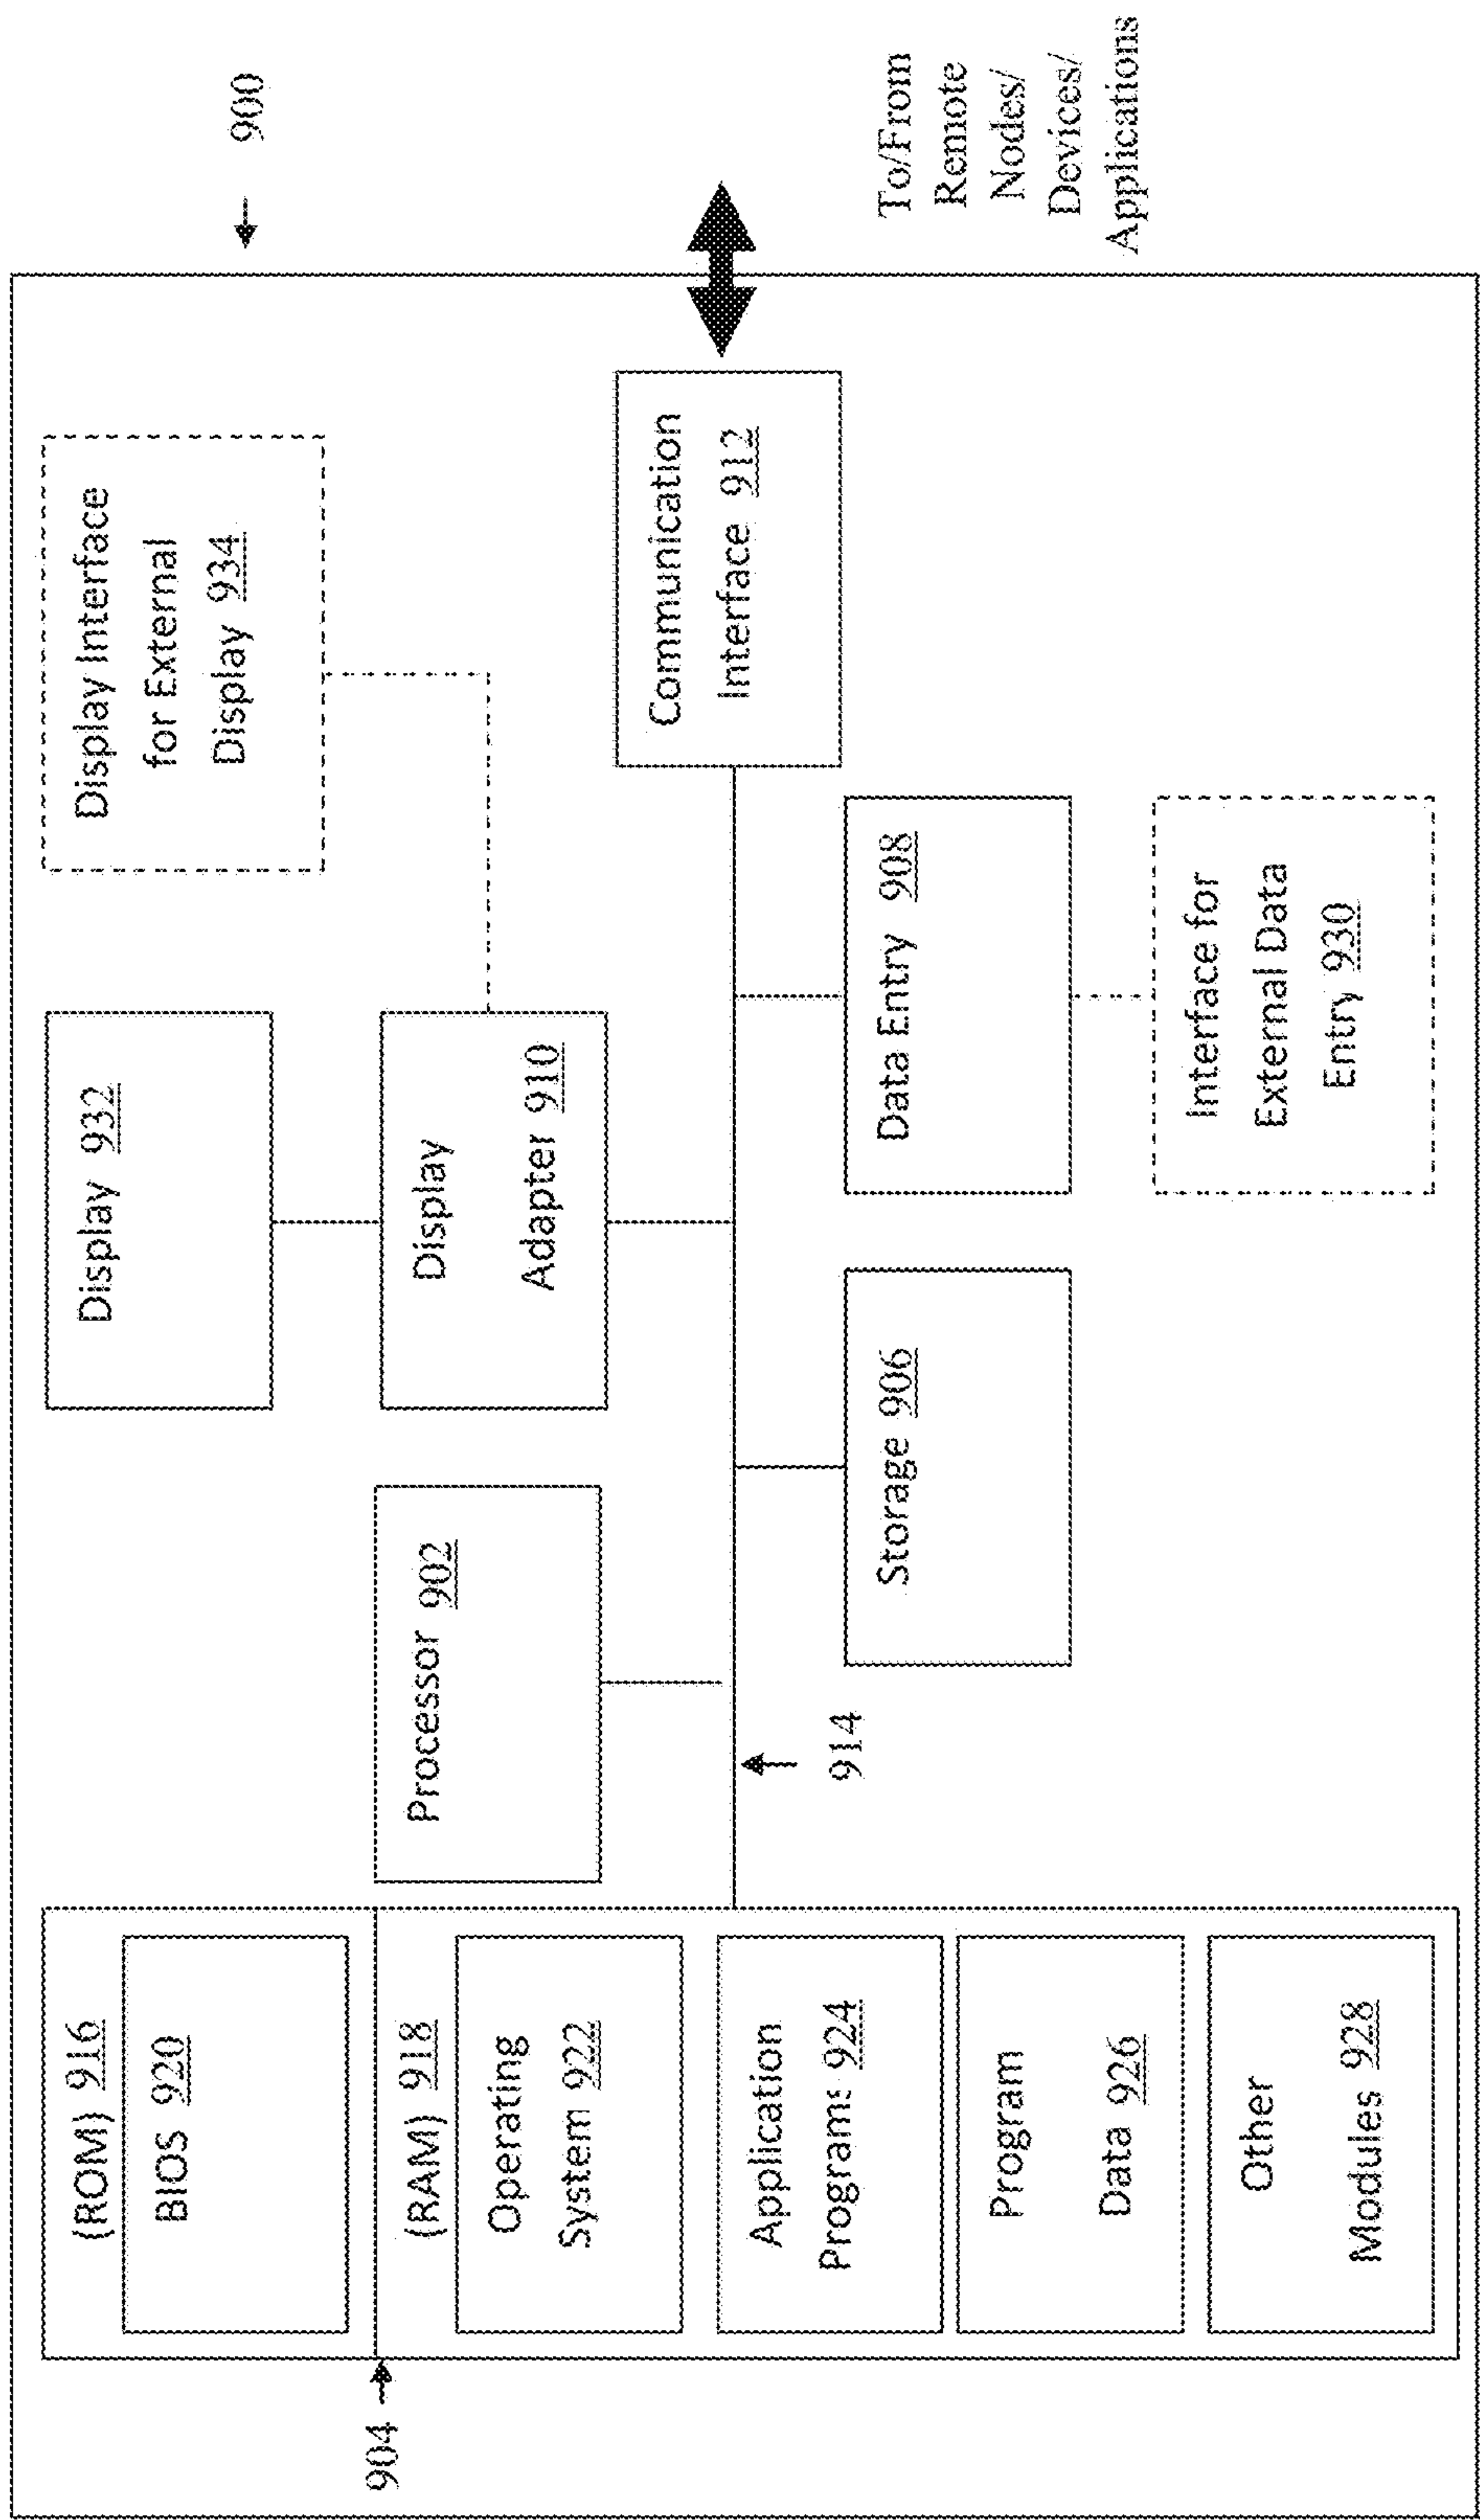 900
{ROM} 916
BIOS 920
904
{RAM} 918
Operating
System 922
Application
Programs 924
Program
Data 926
Other
Modules 928
Processor 902
914
Display 932
Display
Adapter 910
Storage 906
Display Interface
for External
Display 934
Data Entry 908
Interface for
External Data
Entry 930
Communication
Interface 912
To/From
Remote
Nodes/
Devices/
Applications